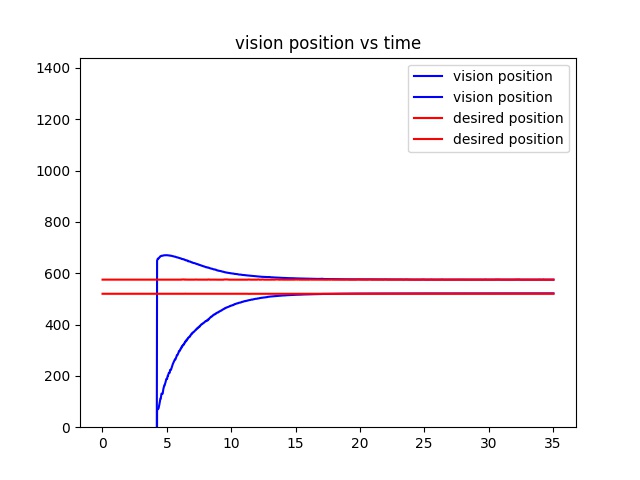 vision position vs time
1400
1200
1000
800
600
400
200
0
0 5 10 15 20 25 30 35
vision position
vision position
desired position
desired position